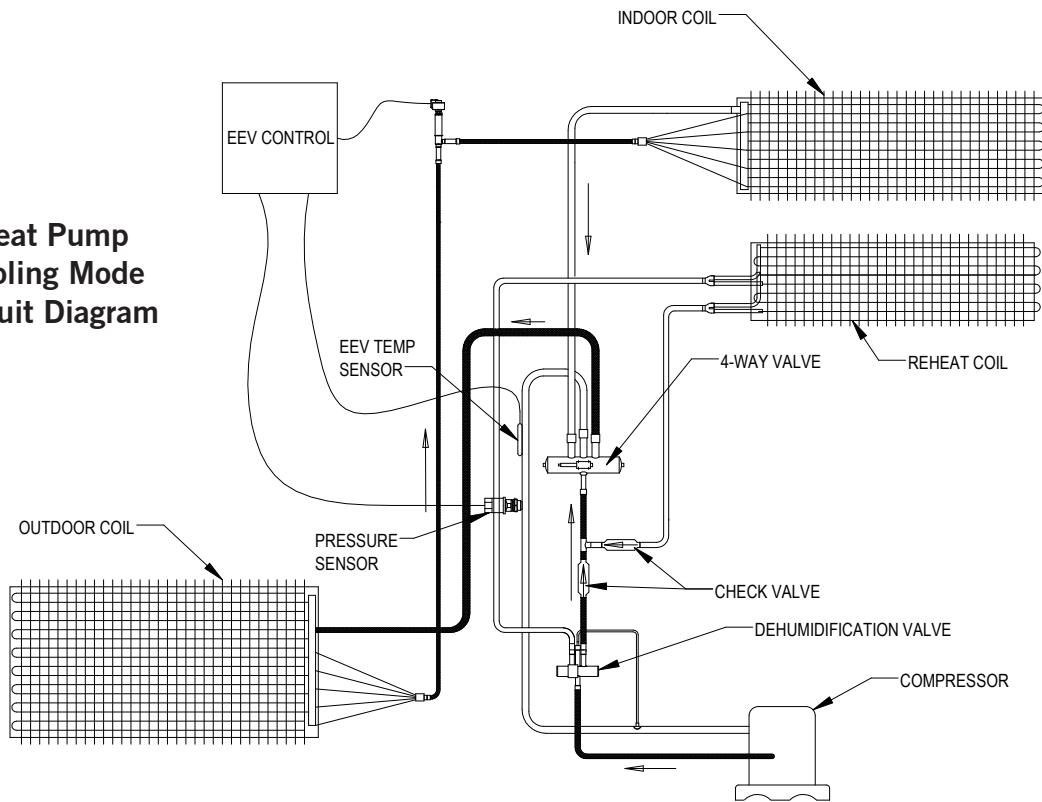 INDOOR COIL
EEV CONTROL
eat Pump
oling Mode
uit Diagram
EEV TEMP
SENSOR
4-WAY VALVE
REHEAT COIL
OUTDOOR COIL
PRESSURE
SENSOR
CHECK VALVE
DEHUMIDIFICATION VALVE
COMPRESSOR